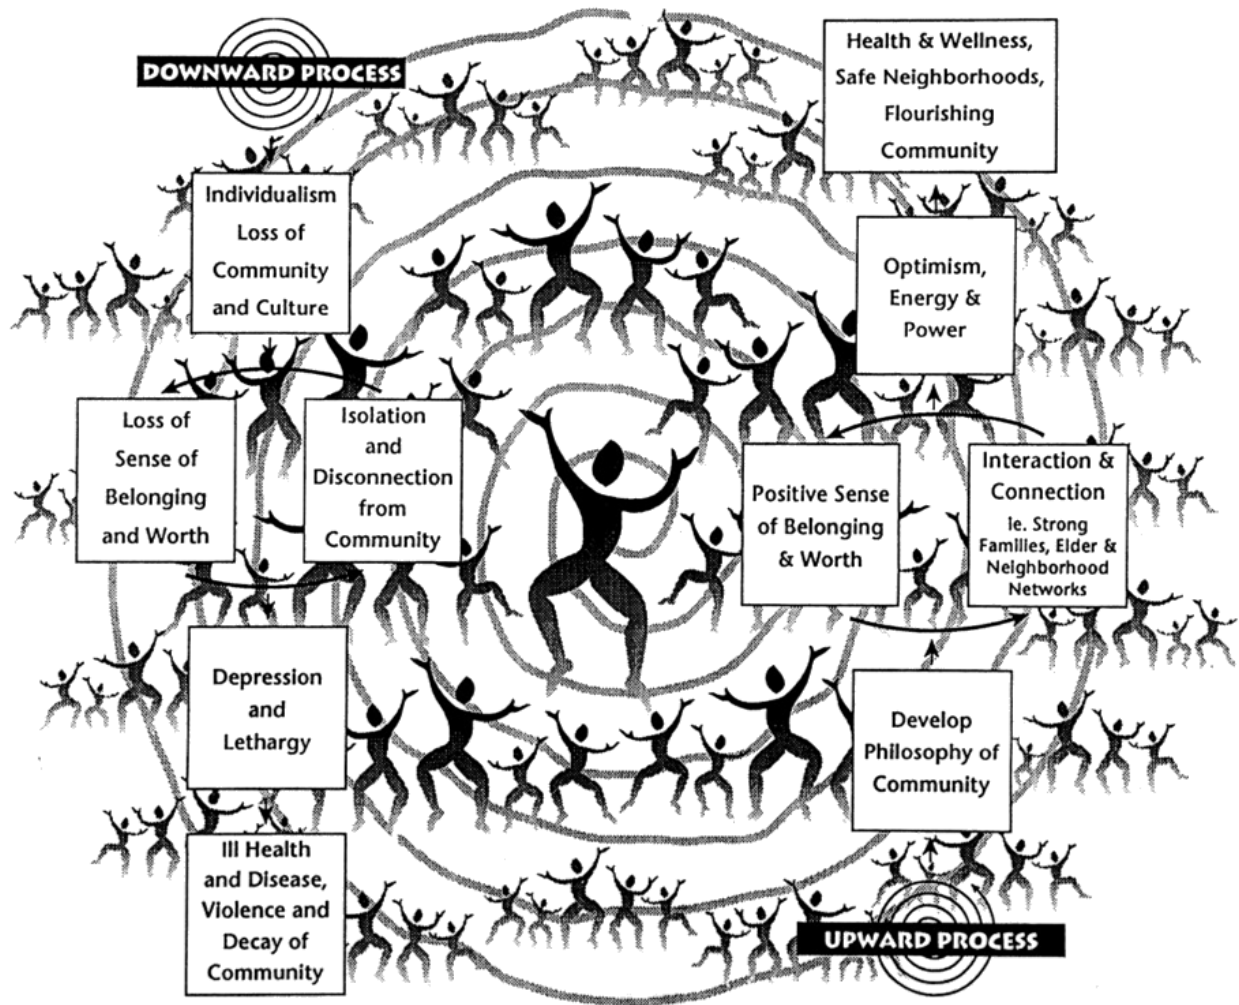 DOWNWARD PROCESS
Individualism
Loss of
Community
and Culture
Loss of
Sense of
Belonging
and Worth
Isolation
and
Disconnection
from
Community
Depression
and
Lethargy
Ill Health
and Disease,
Violence and
Decay of
Community
Health & Wellness,
Safe Neighborhoods,
Flourishing
Community
Optimism,
Energy &
Power
Positive Sense
of Belonging
& Worth
Interaction &
Connection
Ie. Strong
Families, Elder &
Neighborhood
Networks
Develop
Philosophy of
Community
UPWARD PROCESS